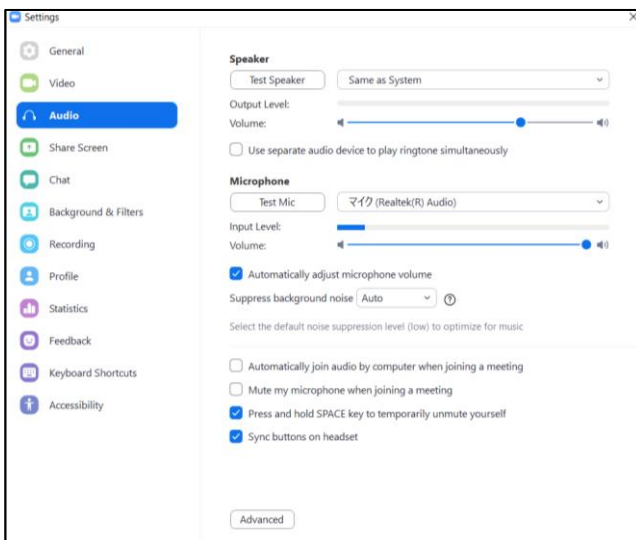 Settings
General
Video
Audio
Share Screen
Chat
Background & Filters
Recording
Profile
Statistics
Feedback
Keyboard Shortcuts
Accessibility
Speaker
Test Speaker
Same as System
Output Level:
Volume:
Use separate audio device to play ringtone simultaneously
Microphone
Test Mic
マイク (Realtek(R) Audio)
Input Level:
Volume:
Automatically adjust microphone volume
Suppress background noise Auto
Select the default noise suppression level (low) to optimize for music
Automatically join audio by computer when joining a meeting
Mute my microphone when joining a meeting
Press and hold SPACE key to temporarily unmute yourself
Sync buttons on headset
Advanced